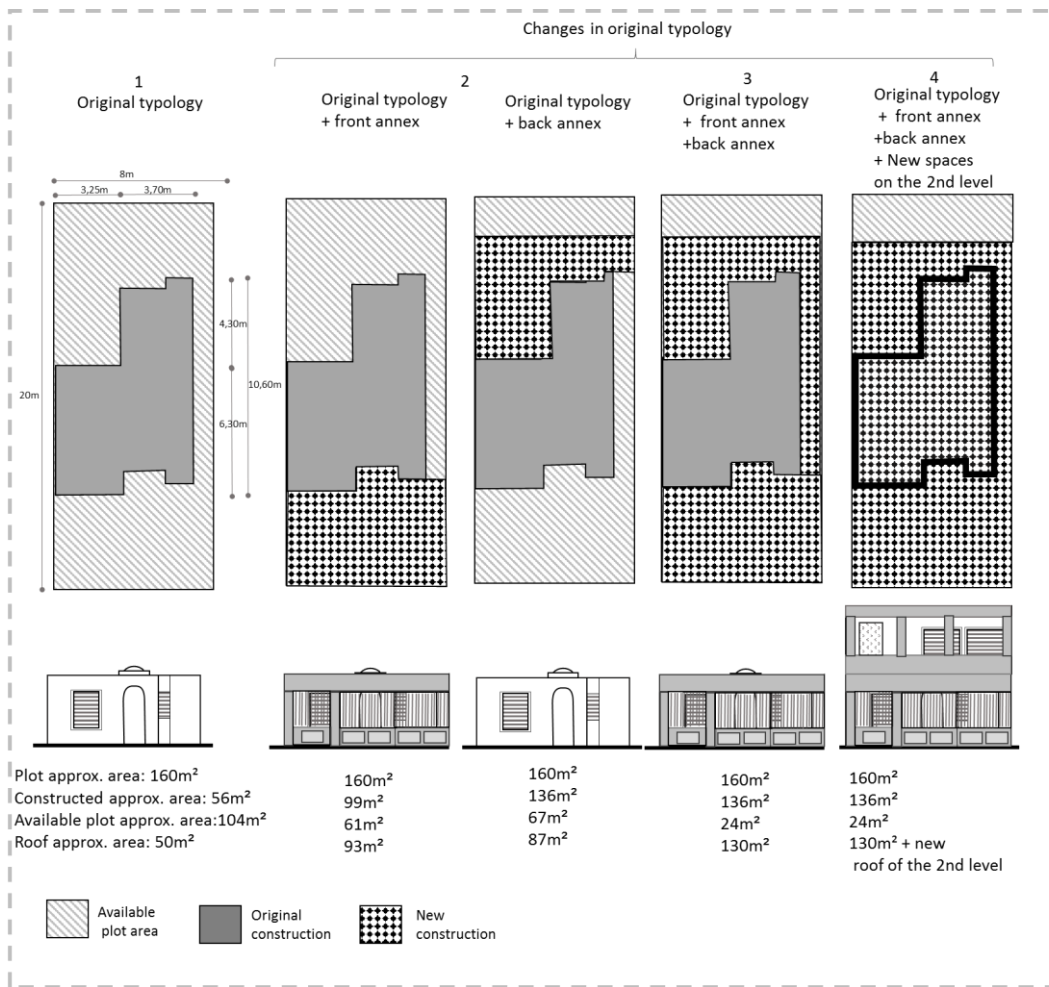 Changes in original typology
1
Original typology
2
Original typology
+ front annex
Original typology
+ back annex
3
Original typology
+ front annex
+back annex
4
Original typology
+ front annex
+back annex
+ New spaces
on the 2nd level
8m
3,25m
3,70m
20m
4,30m
10,60m
6,30m
Plot approx. area: 160m²
Constructed approx. area: 56m²
Available plot approx. area:104m²
Roof approx. area: 50m²
160m²
99m²
61m²
93m²
160m²
136m²
67m²
87m²
160m²
136m²
24m²
130m²
160m²
136m²
24m²
130m² + new
roof of the 2nd level
Available
plot area
Original
construction
New
construction